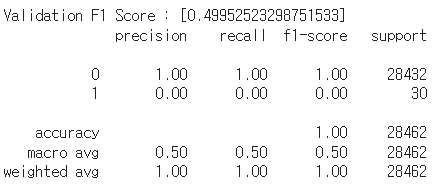 Validation F1 Score : [0.49952523298751533]
precision recall f1-score support
0 1.00 1.00 1.00 28432
1 0.00 0.00 0.00 30
accuracy 1.00 28462
macro avg 0.50 0.50 0.50 28462
weighted avg 1.00 1.00 1.00 28462